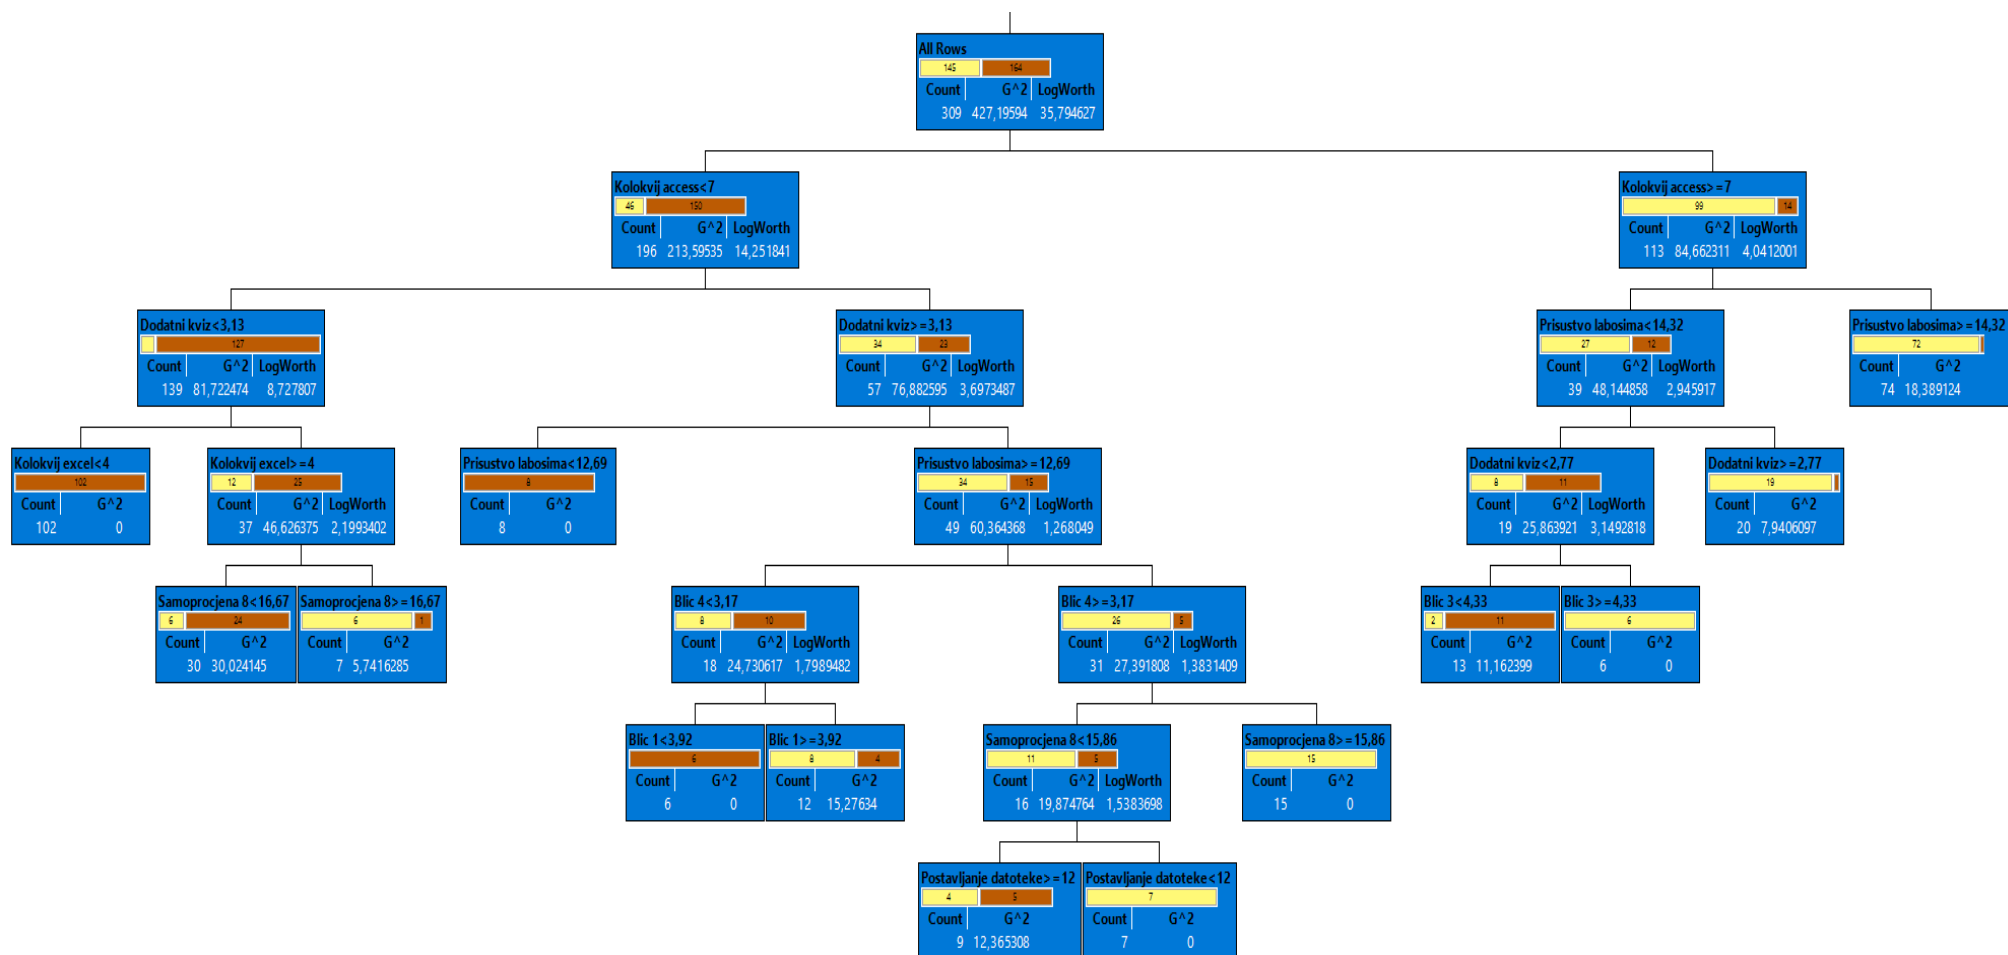 All Rows
145 164
Count G^2 LogWorth
309 427,19594 35,794627
Kolokvij access<7
46 150
Count G^2 LogWorth
196 213,59535 14,251841
Kolokvij access>=7
99 14
Count G^2 LogWorth
113 84,662311 4,0412001
Dodatni kviz<3,13
127
Count G^2 LogWorth
139 81,722474 8,727807
Dodatni kviz>=3,13
34 23
Count G^2 LogWorth
57 76,882595 3,6973487
Prisustvo labosima<14,32
27 12
Count G^2 LogWorth
39 48,144858 2,945917
Prisustvo labosima>=14,32
72
Count G^2
74 18,389124
Kolokvij excel<4
102
Count G^2
102 0
Kolokvij excel>=4
12 25
Count G^2 LogWorth
37 46,626375 2,1993402
Prisustvo labosima<12,69
8
Count G^2
8 0
Prisustvo labosima>=12,69
34 15
Count G^2 LogWorth
49 60,364368 1,268049
Dodatni kviz<2,77
8 11
Count G^2 LogWorth
19 25,863921 3,1492818
Dodatni kviz>=2,77
19
Count G^2
20 7,9406097
Samoprocjena 8<16,67
6 24
Count G^2
30 30,024145
Samoprocjena 8>=16,67
6 1
Count G^2
7 5,7416285
Blic 4<3,17
8 10
Count G^2 LogWorth
18 24,730617 1,7989482
Blic 4>=3,17
26 5
Count G^2 LogWorth
31 27,391808 1,3831409
Blic 3<4,33
2 11
Count G^2
13 11,162399
Blic 3>=4,33
6
Count G^2
6 0
Blic 1<3,92
6
Count G^2
6 0
Blic 1>=3,92
8 4
Count G^2
12 15,27634
Samoprocjena 8<15,86
11 5
Count G^2 LogWorth
16 19,874764 1,5383698
Samoprocjena 8>=15,86
15
Count G^2
15 0
Postavljanje datoteke>=12
4 5
Count G^2
9 12,365308
Postavljanje datoteke<12
7
Count G^2
7 0